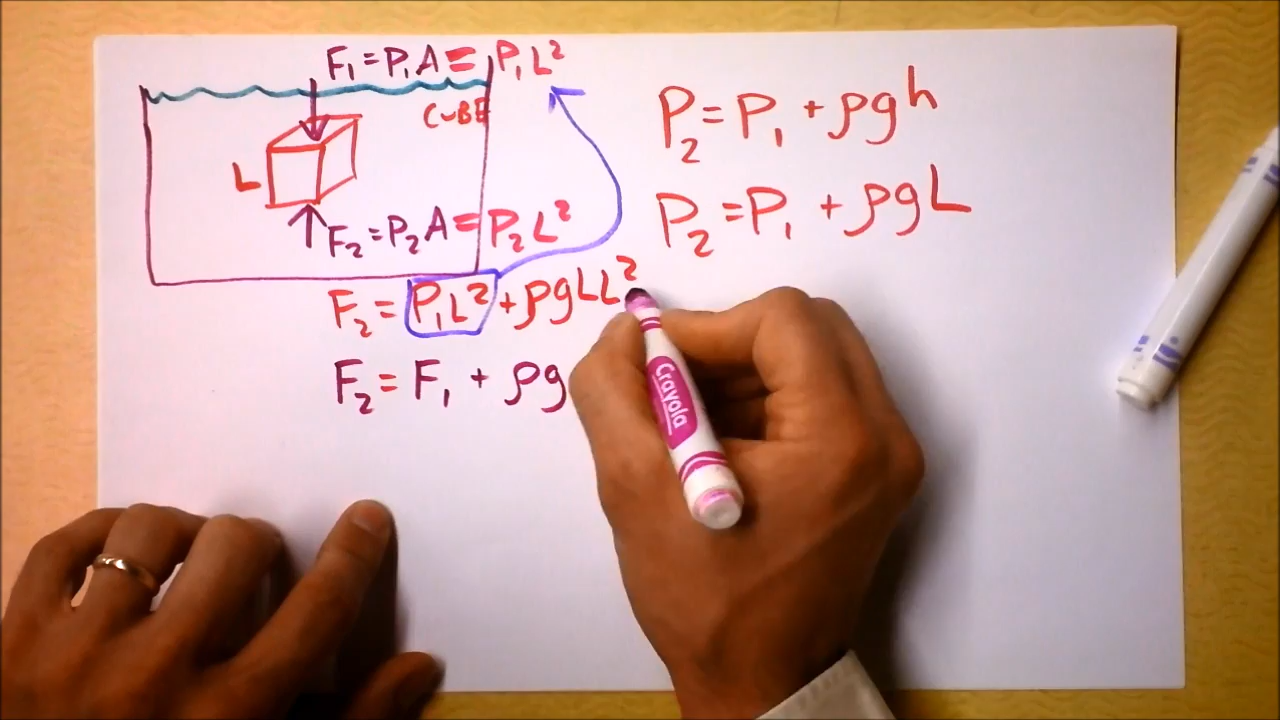 F₁ = P₁A = P₁L²
CUBE
L
F₂ = P₂A = P₂L²
F₂ = P₁L² + ρgLL²
F₂ = F₁ + ρg
P₂ = P₁ + ρgh
P₂ = P₁ + ρgL
Crayola